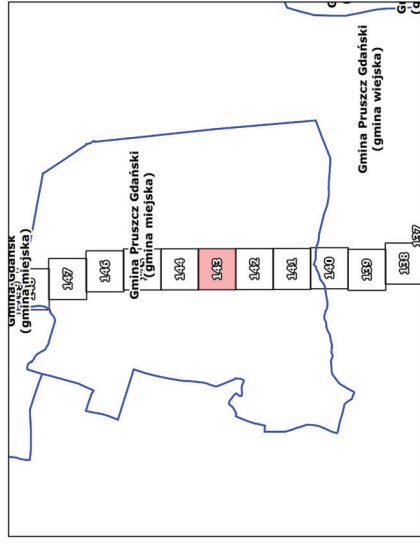 Gmina Gdańsk
(gmina miejska)
147
146
Gmina Pruszcz Gdański
(gmina miejska)
144
143
142
141
140
139
138
137
Gmina Pruszcz Gdański
(gmina wiejska)